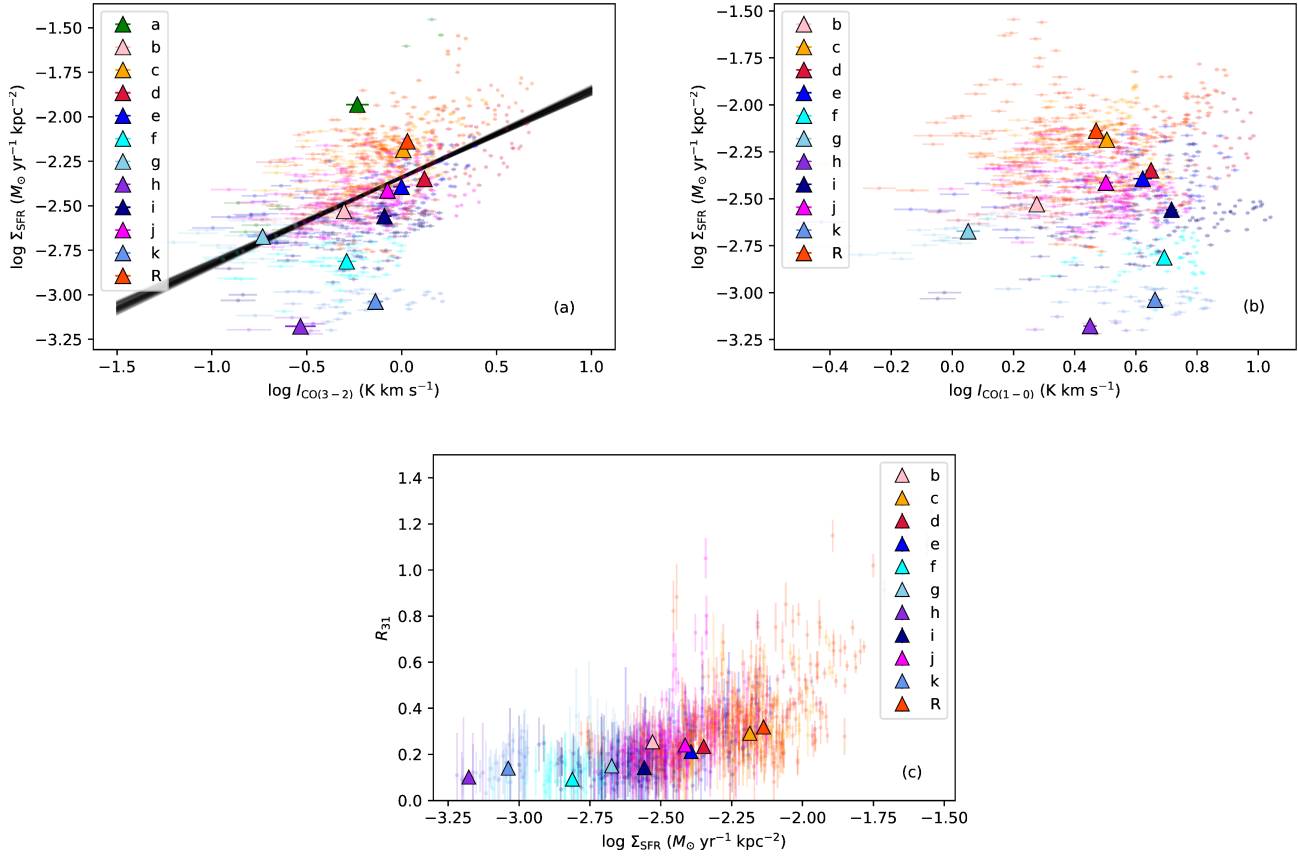 log Σ_SFR (M⊙ yr⁻¹ kpc⁻²)
−1.50
−1.75
−2.00
−2.25
−2.50
−2.75
−3.00
−3.25
a
b
c
d
e
f
g
h
i
j
k
R
(a)
−1.5 −1.0 −0.5 0.0 0.5 1.0
log I_CO(3−2) (K km s⁻¹)
log Σ_SFR (M⊙ yr⁻¹ kpc⁻²)
−1.50
−1.75
−2.00
−2.25
−2.50
−2.75
−3.00
−3.25
b
c
d
e
f
g
h
i
j
k
R
(b)
−0.4 −0.2 0.0 0.2 0.4 0.6 0.8 1.0
log I_CO(1−0) (K km s⁻¹)
R₃₁
1.4
1.2
1.0
0.8
0.6
0.4
0.2
0.0
b
c
d
e
f
g
h
i
j
k
R
(c)
−3.25 −3.00 −2.75 −2.50 −2.25 −2.00 −1.75 −1.50
log Σ_SFR (M⊙ yr⁻¹ kpc⁻²)